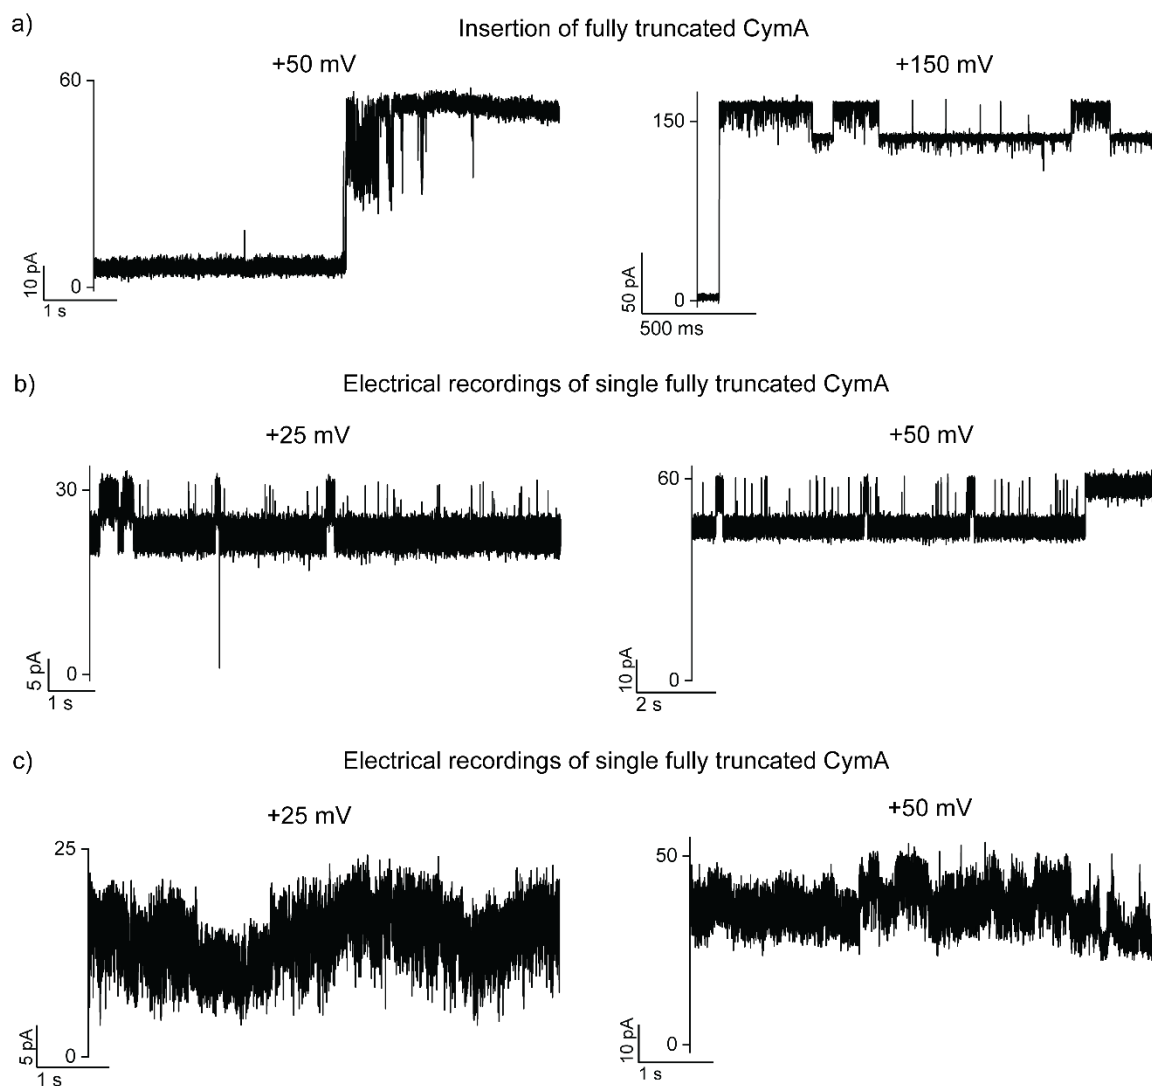 a)
Insertion of fully truncated CymA
+50 mV
+150 mV
60
0
10 pA
1 s
150
0
50 pA
500 ms
b)
Electrical recordings of single fully truncated CymA
+25 mV
+50 mV
30
0
5 pA
1 s
60
0
10 pA
2 s
c)
Electrical recordings of single fully truncated CymA
+25 mV
+50 mV
25
0
5 pA
1 s
50
0
10 pA
1 s